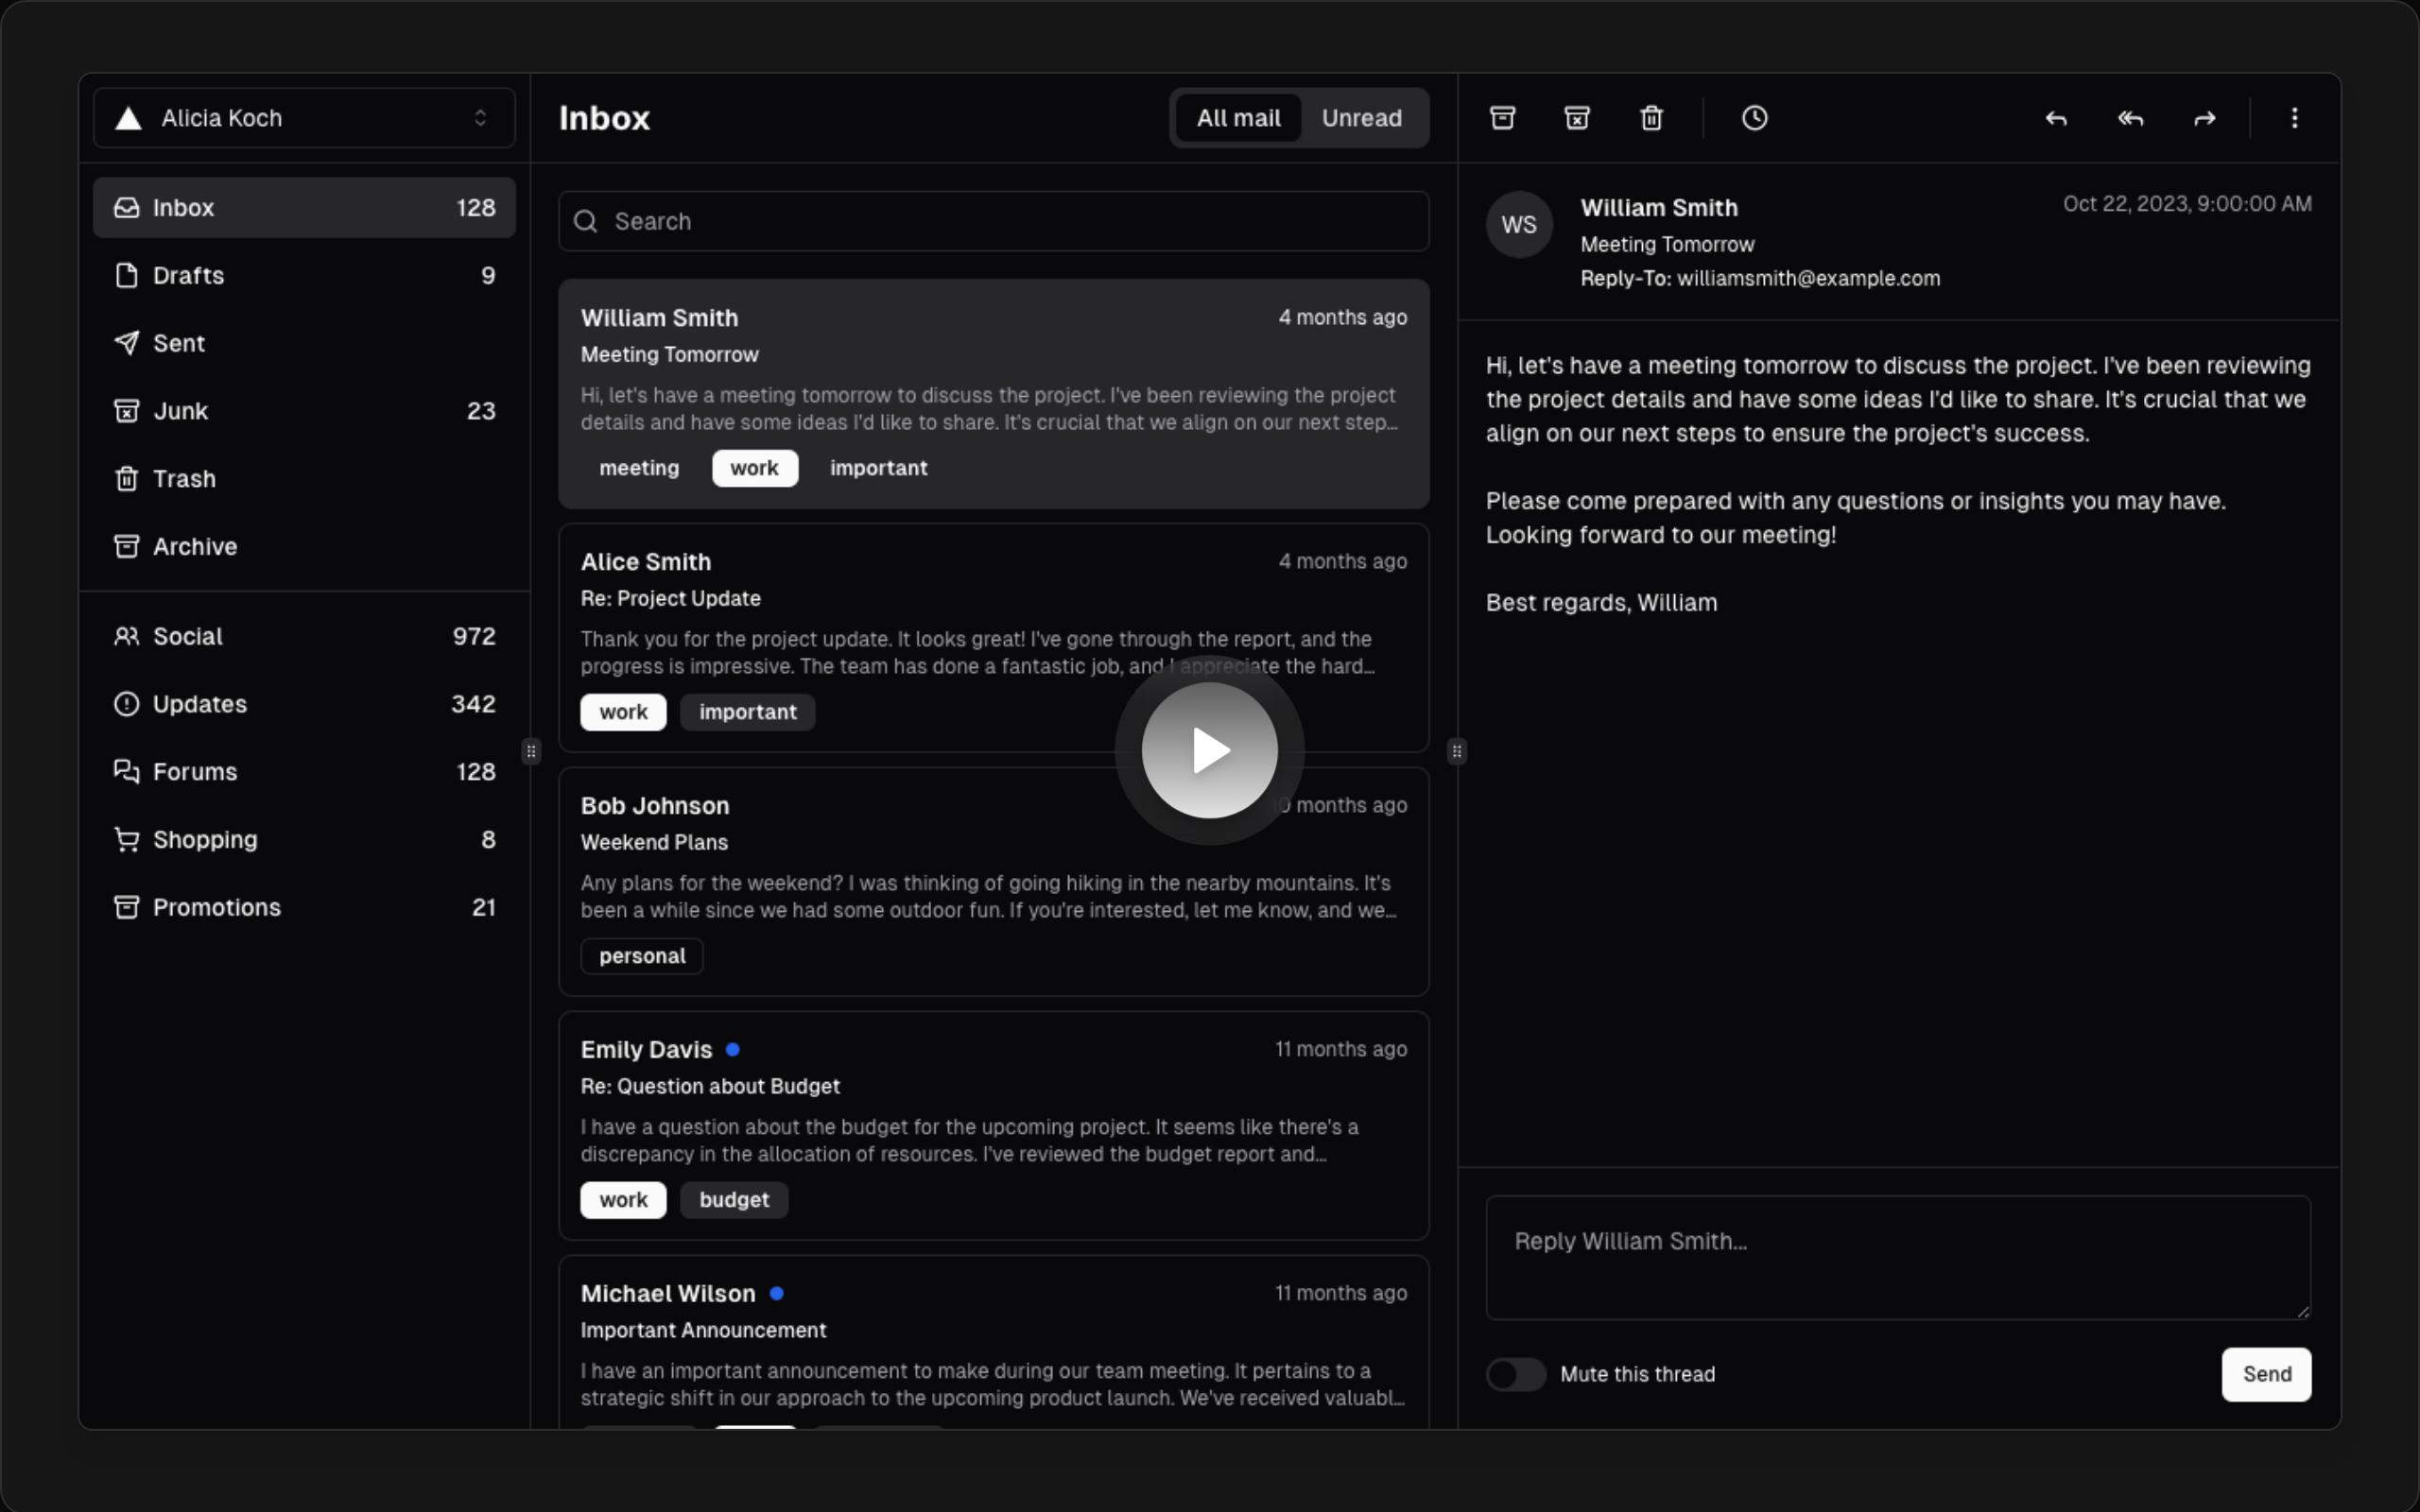 Alicia Koch
Inbox 128
Drafts 9
Sent
Junk 23
Trash
Archive
Social 972
Updates 342
Forums 128
Shopping 8
Promotions 21
Inbox
All mail Unread
Search
William Smith 4 months ago
Meeting Tomorrow
Hi, let's have a meeting tomorrow to discuss the project. I've been reviewing the project
details and have some ideas I'd like to share. It's crucial that we align on our next step…
meeting work important
Alice Smith 4 months ago
Re: Project Update
Thank you for the project update. It looks great! I've gone through the report, and the
progress is impressive. The team has done a fantastic job, and I appreciate the hard…
work important
Bob Johnson months ago
Weekend Plans
Any plans for the weekend? I was thinking of going hiking in the nearby mountains. It's
been a while since we had some outdoor fun. If you're interested, let me know, and we…
personal
Emily Davis 11 months ago
Re: Question about Budget
I have a question about the budget for the upcoming project. It seems like there's a
discrepancy in the allocation of resources. I've reviewed the budget report and…
work budget
Michael Wilson 11 months ago
Important Announcement
I have an important announcement to make during our team meeting. It pertains to a
strategic shift in our approach to the upcoming product launch. We've received valuabl…
WS
William Smith Oct 22, 2023, 9:00:00 AM
Meeting Tomorrow
Reply-To: williamsmith@example.com
Hi, let's have a meeting tomorrow to discuss the project. I've been reviewing
the project details and have some ideas I'd like to share. It's crucial that we
align on our next steps to ensure the project's success.
Please come prepared with any questions or insights you may have.
Looking forward to our meeting!
Best regards, William
Reply William Smith...
Mute this thread Send